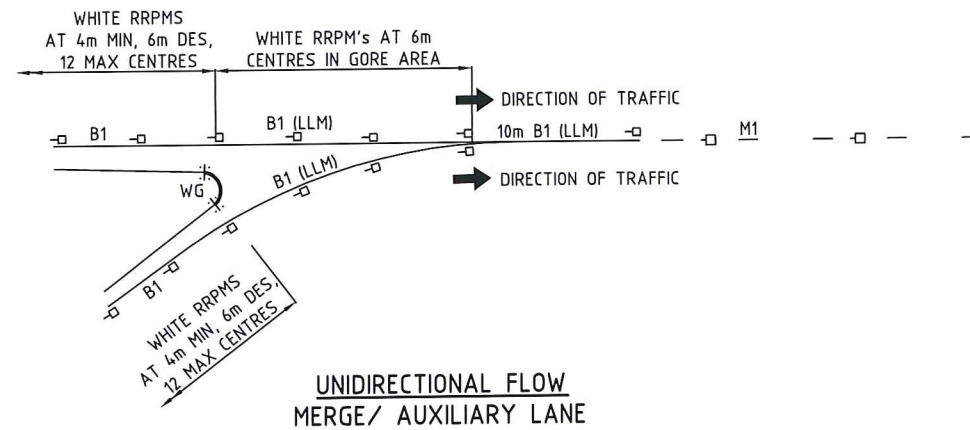 WHITE RRPMS
AT 4m MIN, 6m DES,
12 MAX CENTRES
WHITE RRPM's AT 6m
CENTRES IN GORE AREA
DIRECTION OF TRAFFIC
B1
B1 (LLM)
10m B1 (LLM)
M1
B1 (LLM)
DIRECTION OF TRAFFIC
WG
B1
WHITE RRPMS
AT 4m MIN, 6m DES,
12 MAX CENTRES
UNIDIRECTIONAL FLOW
MERGE/ AUXILIARY LANE